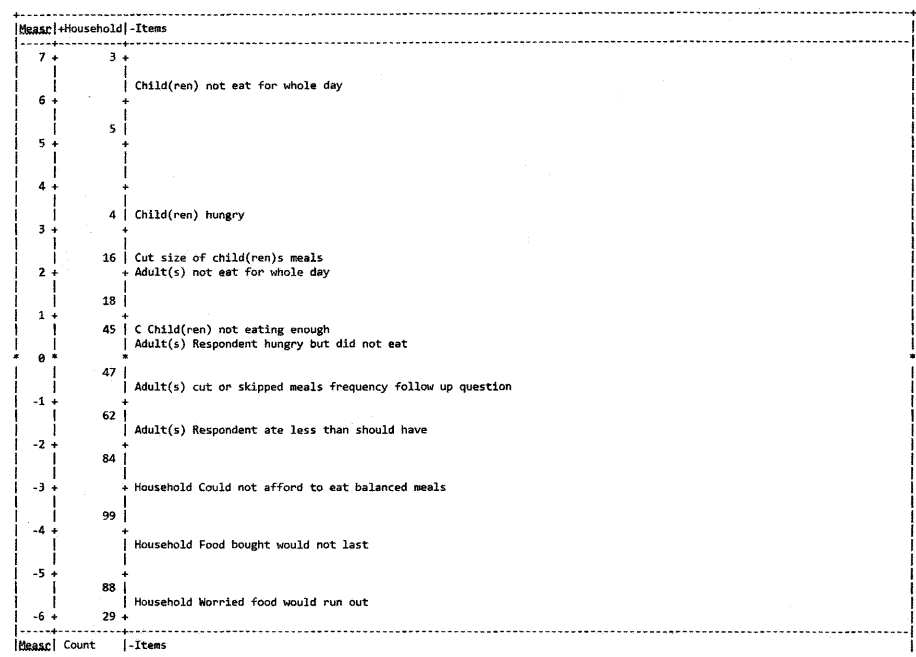 |Measr|+Household|-Items |
| 7 + 3 +
| Child(ren) not eat for whole day
| 6 + +
5 |
| 5 + +
| 4 + +
4 | Child(ren) hungry
| 3 + +
16 | Cut size of child(ren)s meals
| 2 + + Adult(s) not eat for whole day
18 |
| 1 + +
45 | C Child(ren) not eating enough
| Adult(s) Respondent hungry but did not eat
* 0 * * *
47 |
| Adult(s) cut or skipped meals frequency follow up question
| -1 + +
62 |
| Adult(s) Respondent ate less than should have
| -2 + +
84 |
| -3 + + Household Could not afford to eat balanced meals
99 |
| -4 + +
| Household Food bought would not last
| -5 + +
88 |
| Household Worried food would run out
| -6 + 29 +
|Measr| Count |-Items |